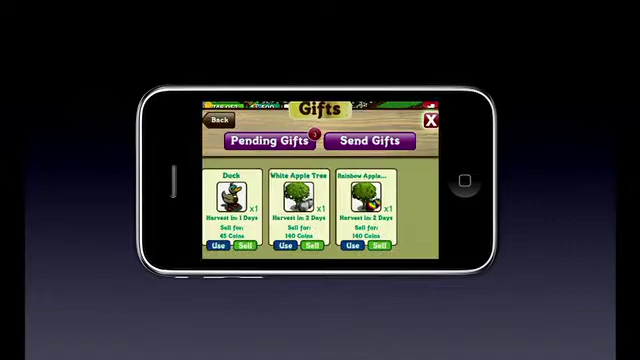 Gifts
Back
X
Pending Gifts
Send Gifts
Duck
x1
Harvest in: 1 Days
Sell for:
45 Coins
Use
Sell
White Apple Tree
x1
Harvest in: 2 Days
Sell for:
140 Coins
Use
Sell
Rainbow Apple...
x1
Harvest in: 2 Days
Sell for:
140 Coins
Use
Sell